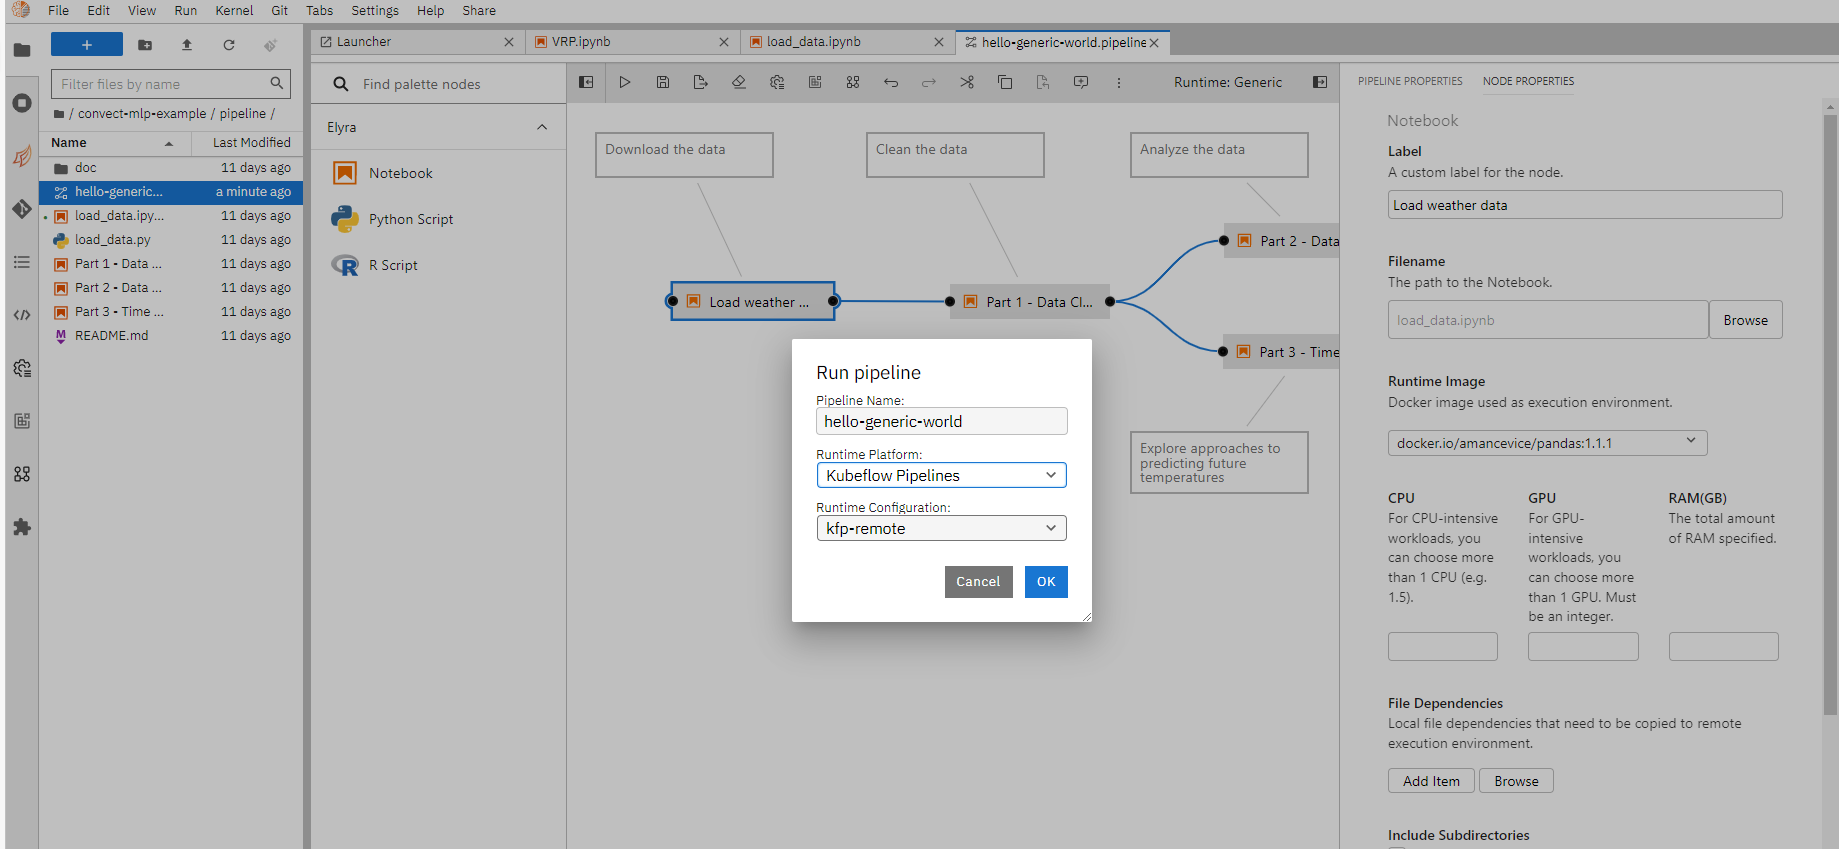 File Edit View Run Kernel Git Tabs Settings Help Share
Launcher
VRP.ipynb
load_data.ipynb
hello-generic-world.pipeline
Filter files by name
/ convect-mlp-example / pipeline /
Name Last Modified
doc 11 days ago
hello-generic... a minute ago
load_data.ipy... 11 days ago
load_data.py 11 days ago
Part 1 - Data ... 11 days ago
Part 2 - Data ... 11 days ago
Part 3 - Time ... 11 days ago
README.md 11 days ago
Find palette nodes
Elyra
Notebook
Python Script
R Script
Runtime: Generic
Download the data
Clean the data
Analyze the data
Load weather ...
Part 1 - Data Cl...
Part 2 - Data
Part 3 - Time
Explore approaches to
predicting future
temperatures
Run pipeline
Pipeline Name:
hello-generic-world
Runtime Platform:
Kubeflow Pipelines
Runtime Configuration:
kfp-remote
Cancel OK
PIPELINE PROPERTIES NODE PROPERTIES
Notebook
Label
A custom label for the node.
Load weather data
Filename
The path to the Notebook.
load_data.ipynb Browse
Runtime Image
Docker image used as execution environment.
docker.io/amancevice/pandas:1.1.1
CPU
For CPU-intensive
workloads, you
can choose more
than 1 CPU (e.g.
1.5).
GPU
For GPU-
intensive
workloads, you
can choose more
than 1 GPU. Must
be an integer.
RAM(GB)
The total amount
of RAM specified.
File Dependencies
Local file dependencies that need to be copied to remote
execution environment.
Add Item Browse
Include Subdirectories